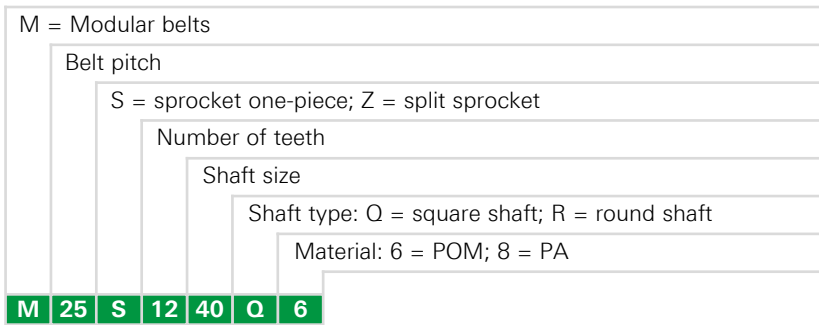 M = Modular belts
Belt pitch
S = sprocket one-piece; Z = split sprocket
Number of teeth
Shaft size
Shaft type: Q = square shaft; R = round shaft
Material: 6 = POM; 8 = PA
M 25 S 12 40 Q 6